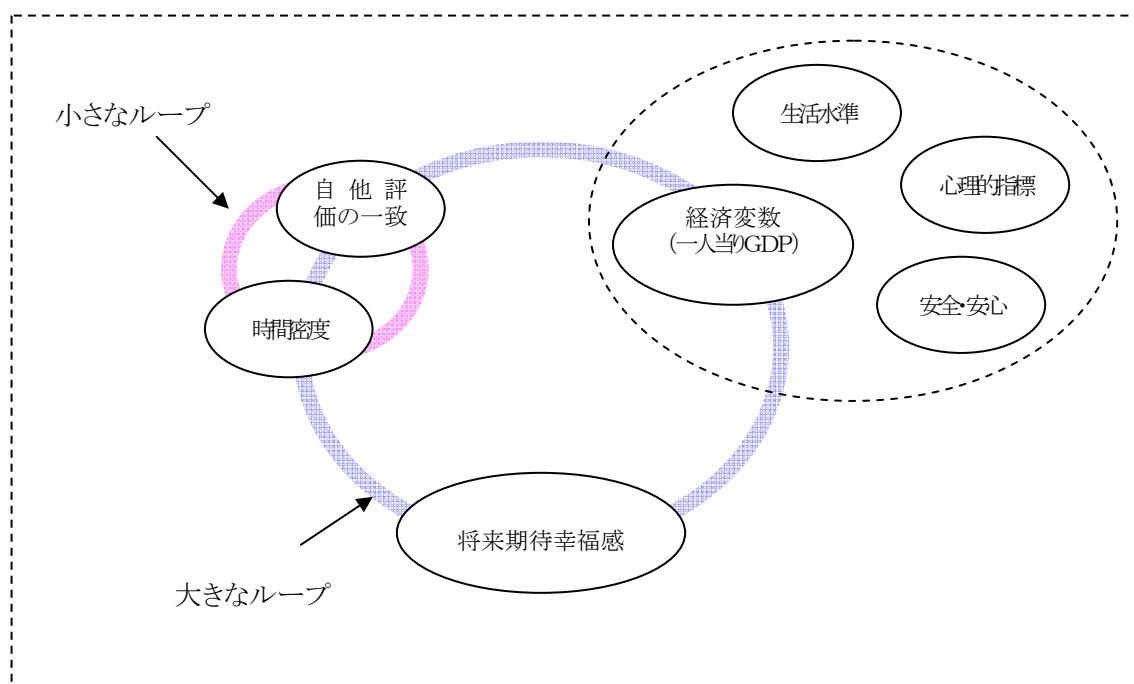 小さなループ
自他評
価の一致
時間密度
生活水準
心理的指標
経済変数
(一人当りGDP)
安全・安心
将来期待幸福感
大きなループ